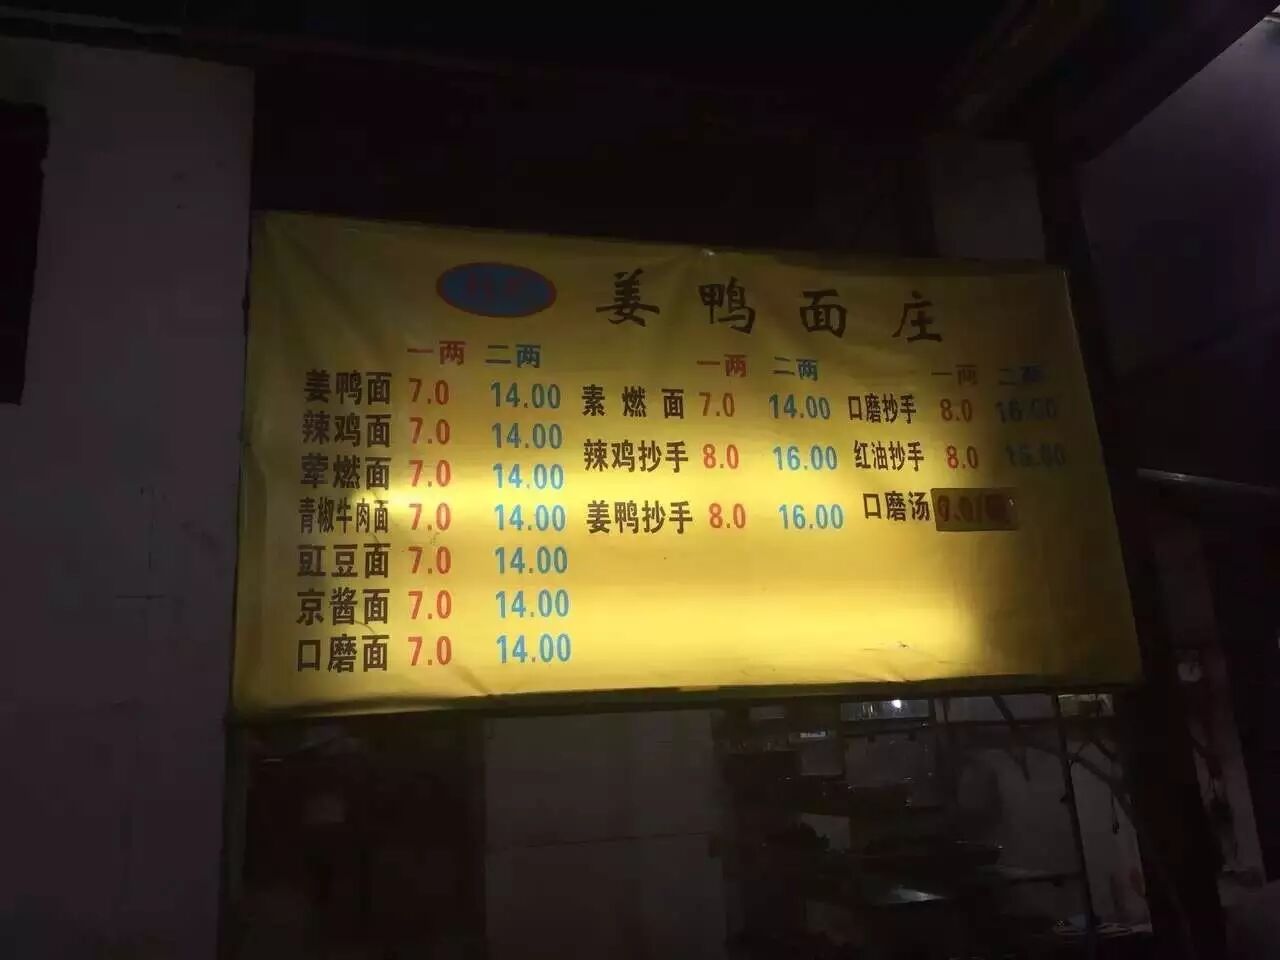 姜鸭面庄
一两 二两
姜鸭面 7.0 14.00
辣鸡面 7.0 14.00
荤燃面 7.0 14.00
青椒牛肉面 7.0 14.00
豇豆面 7.0 14.00
京酱面 7.0 14.00
口磨面 7.0 14.00
一两 二两
素燃面 7.0 14.00
辣鸡抄手 8.0 16.00
姜鸭抄手 8.0 16.00
一两 二两
口磨抄手 8.0 16.00
红油抄手 8.0
口磨汤